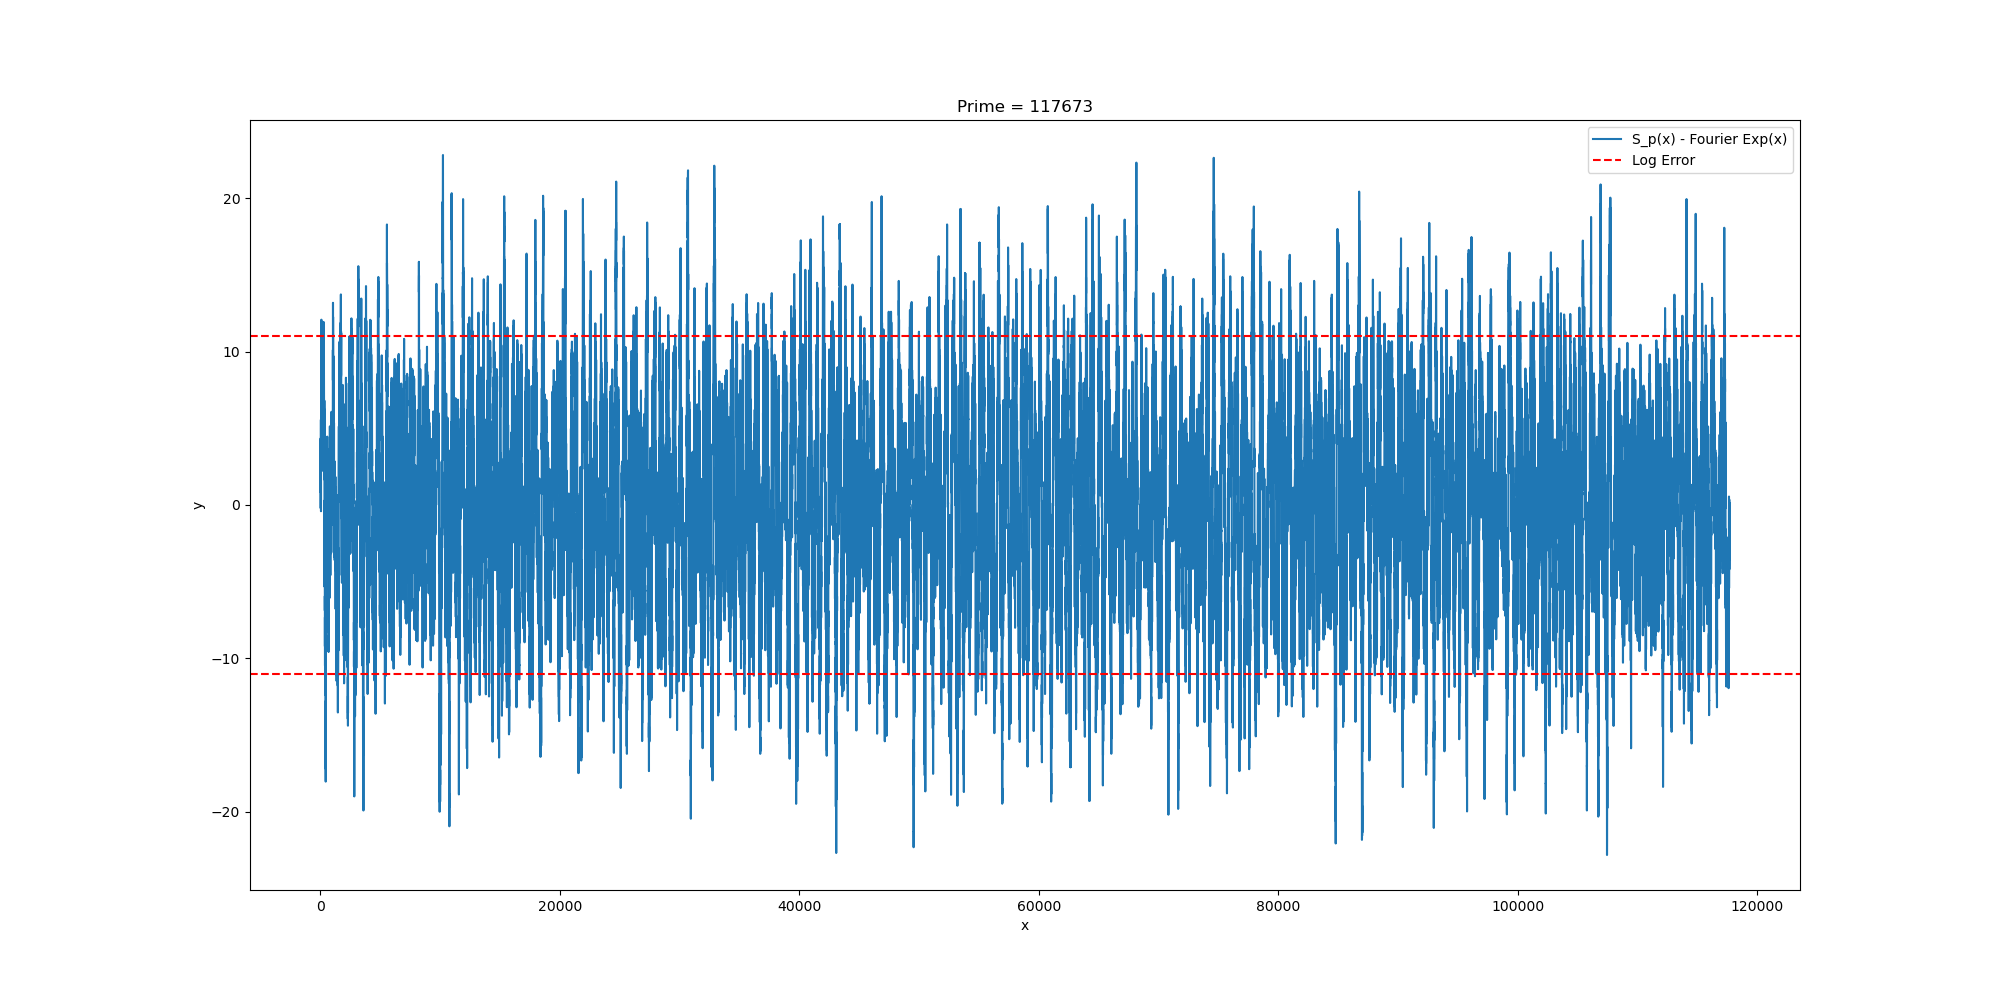 Prime = 117673
S_p(x) - Fourier Exp(x)
Log Error
20
10
0
−10
−20
y
0 20000 40000 60000 80000 100000 120000
x